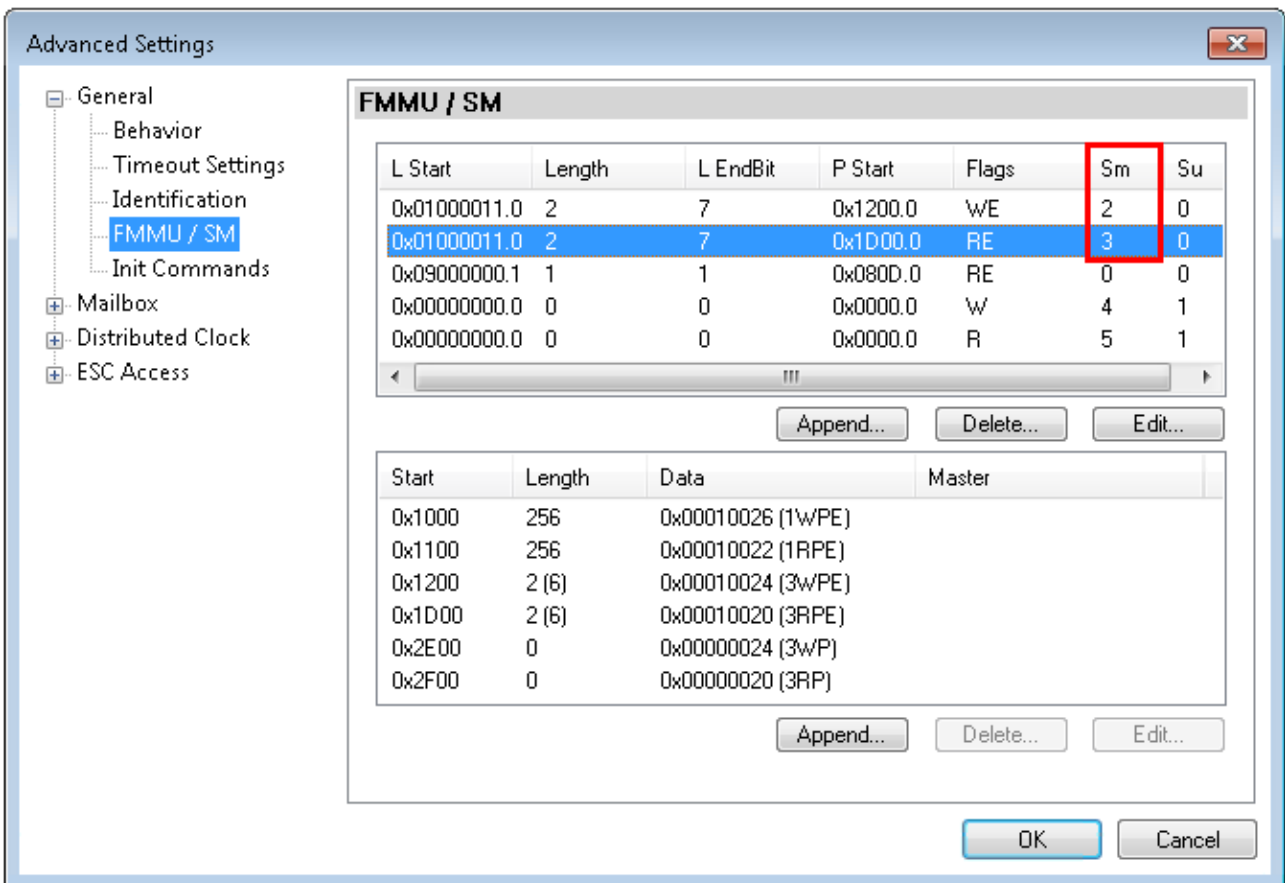 Advanced Settings
General
Behavior
Timeout Settings
Identification
FMMU / SM
Init Commands
Mailbox
Distributed Clock
ESC Access
FMMU / SM
L Start Length L EndBit P Start Flags Sm Su
0x01000011.0 2 7 0x1200.0 WE 2 0
0x01000011.0 2 7 0x1D00.0 RE 3 0
0x09000000.1 1 1 0x080D.0 RE 0 0
0x00000000.0 0 0 0x0000.0 W 4 1
0x00000000.0 0 0 0x0000.0 R 5 1
Append... Delete... Edit...
Start Length Data Master
0x1000 256 0x00010026 (1WPE)
0x1100 256 0x00010022 (1RPE)
0x1200 2 (6) 0x00010024 (3WPE)
0x1D00 2 (6) 0x00010020 (3RPE)
0x2E00 0 0x00000024 (3WP)
0x2F00 0 0x00000020 (3RP)
Append... Delete... Edit...
OK Cancel